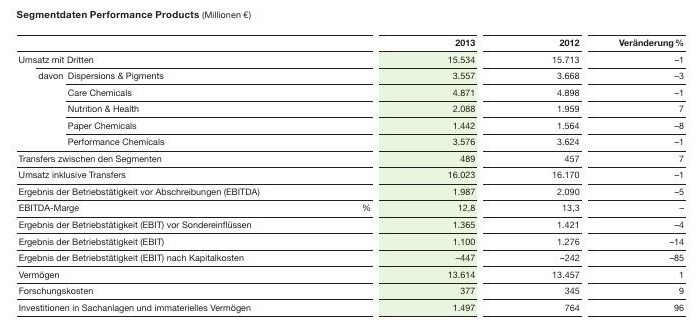 Segmentdaten Performance Products (Millionen €)
2013 2012 Veränderung %
Umsatz mit Dritten 15.534 15.713 –1
davon Dispersions & Pigments 3.557 3.668 –3
Care Chemicals 4.871 4.898 –1
Nutrition & Health 2.088 1.959 7
Paper Chemicals 1.442 1.564 –8
Performance Chemicals 3.576 3.624 –1
Transfers zwischen den Segmenten 489 457 7
Umsatz inklusive Transfers 16.023 16.170 –1
Ergebnis der Betriebstätigkeit vor Abschreibungen (EBITDA) 1.987 2.090 –5
EBITDA-Marge % 12,8 13,3 –
Ergebnis der Betriebstätigkeit (EBIT) vor Sondereinflüssen 1.365 1.421 –4
Ergebnis der Betriebstätigkeit (EBIT) 1.100 1.276 –14
Ergebnis der Betriebstätigkeit (EBIT) nach Kapitalkosten –447 –242 –85
Vermögen 13.614 13.457 1
Forschungskosten 377 345 9
Investitionen in Sachanlagen und immaterielles Vermögen 1.497 764 96